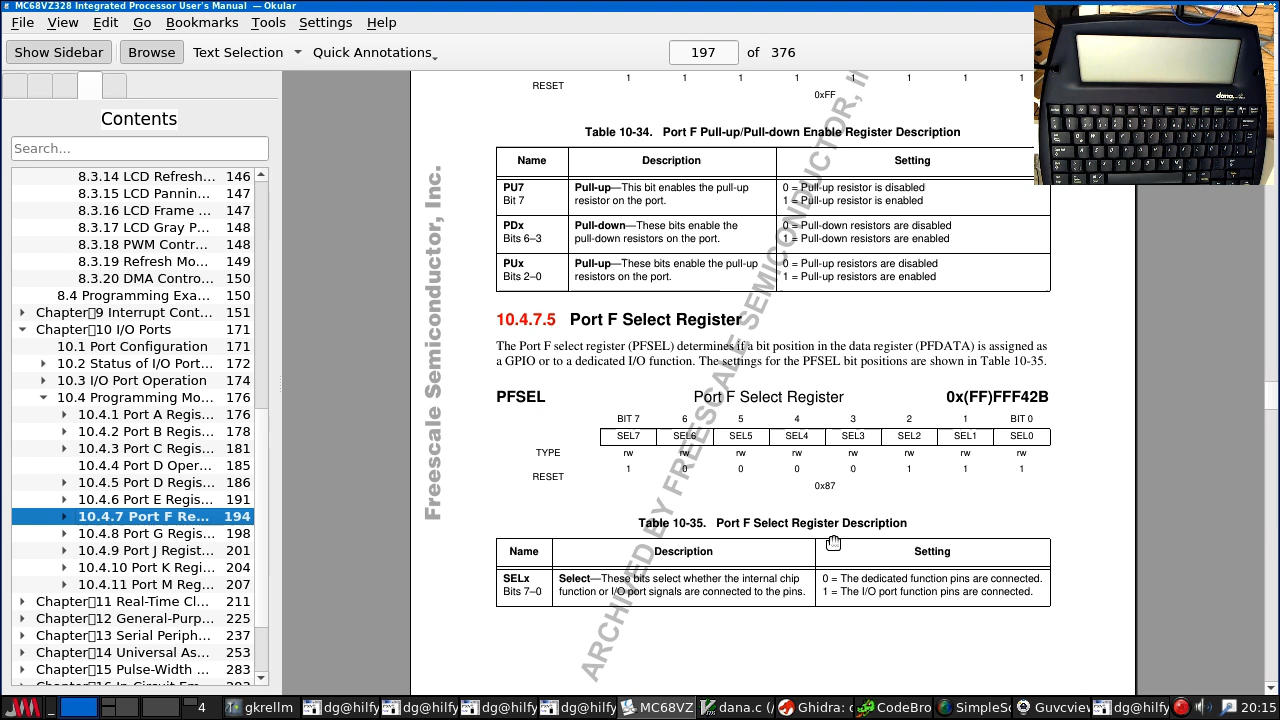 MC68VZ328 Integrated Processor User's Manual — Okular
File View Edit Go Bookmarks Tools Settings Help
Show Sidebar Browse Text Selection Quick Annotations 197 of 376
Contents
Search...
8.3.14 LCD Refresh... 146
8.3.15 LCD Pannin... 147
8.3.16 LCD Frame ... 147
8.3.17 LCD Gray P... 148
8.3.18 PWM Contr... 148
8.3.19 Refresh Mo... 149
8.3.20 DMA Contro... 150
8.4 Programming Exa... 150
Chapter 9 Interrupt Cont... 151
Chapter 10 I/O Ports 171
10.1 Port Configuration 171
10.2 Status of I/O Port... 172
10.3 I/O Port Operation 174
10.4 Programming Mo... 176
10.4.1 Port A Regis... 176
10.4.2 Port B Regis... 178
10.4.3 Port C Regis... 181
10.4.4 Port D Oper... 185
10.4.5 Port D Regis... 186
10.4.6 Port E Regis... 191
10.4.7 Port F Re... 194
10.4.8 Port G Regis... 198
10.4.9 Port J Regist... 201
10.4.10 Port K Reg... 204
10.4.11 Port M Reg... 207
Chapter 11 Real-Time Cl... 211
Chapter 12 General-Purp... 225
Chapter 13 Serial Periph... 237
Chapter 14 Universal As... 253
Chapter 15 Pulse-Width ... 283
Freescale Semiconductor, Inc.
ARCHIVED BY FREESCALE SEMICONDUCTOR, I
1 1 1 1 1 1 1 1
RESET
0xFF
Table 10-34. Port F Pull-up/Pull-down Enable Register Description
Name Description Setting
PU7 Pull-up—This bit enables the pull-up 0 = Pull-up resistor is disabled
Bit 7 resistor on the port. 1 = Pull-up resistor is enabled
PDx Pull-down—These bits enable the 0 = Pull-down resistors are disabled
Bits 6–3 pull-down resistors on the port. 1 = Pull-down resistors are enabled
PUx Pull-up—These bits enable the pull-up 0 = Pull-up resistors are disabled
Bits 2–0 resistors on the port. 1 = Pull-up resistors are enabled
10.4.7.5 Port F Select Register
The Port F select register (PFSEL) determines if a bit position in the data register (PFDATA) is assigned as
a GPIO or to a dedicated I/O function. The settings for the PFSEL bit positions are shown in Table 10-35.
PFSEL Port F Select Register 0x(FF)FFF42B
BIT 7 6 5 4 3 2 1 BIT 0
SEL7 SEL6 SEL5 SEL4 SEL3 SEL2 SEL1 SEL0
TYPE rw rw rw rw rw rw rw rw
1 0 0 0 0 1 1 1
RESET
0x87
Table 10-35. Port F Select Register Description
Name Description Setting
SELx Select—These bits select whether the internal chip 0 = The dedicated function pins are connected.
Bits 7–0 function or I/O port signals are connected to the pins. 1 = The I/O port function pins are connected.
dana
4 gkrellm dg@hilfy dg@hilfy dg@hilfy dg@hilfy MC68VZ dana.c (/ Ghidra: c CodeBro SimpleS Guvcvie dg@hilfy 20:15